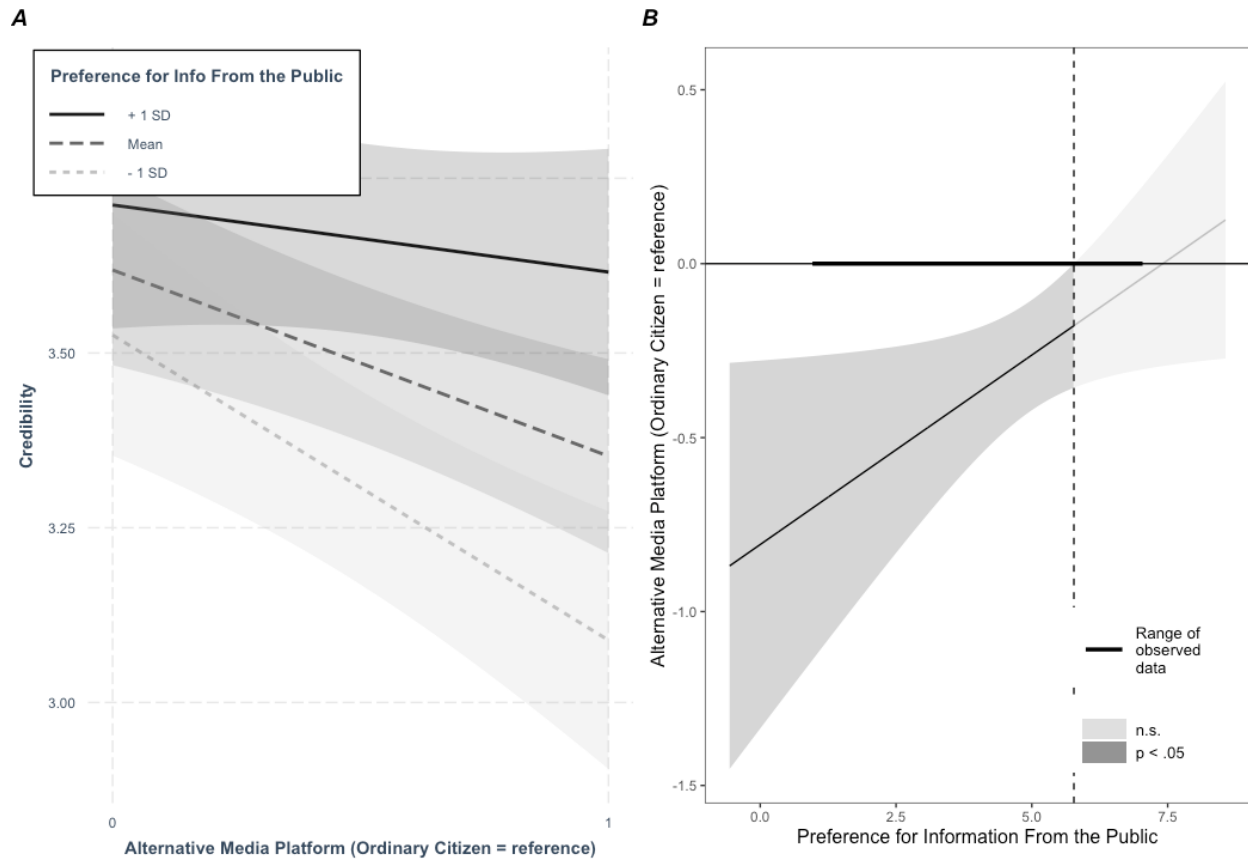 A
Preference for Info From the Public
+ 1 SD
Mean
- 1 SD
Credibility
3.50
3.25
3.00
0
1
Alternative Media Platform (Ordinary Citizen = reference)
B
Alternative Media Platform (Ordinary Citizen = reference)
0.5
0.0
-0.5
-1.0
-1.5
Range of
observed
data
n.s.
p < .05
0.0
2.5
5.0
7.5
Preference for Information From the Public